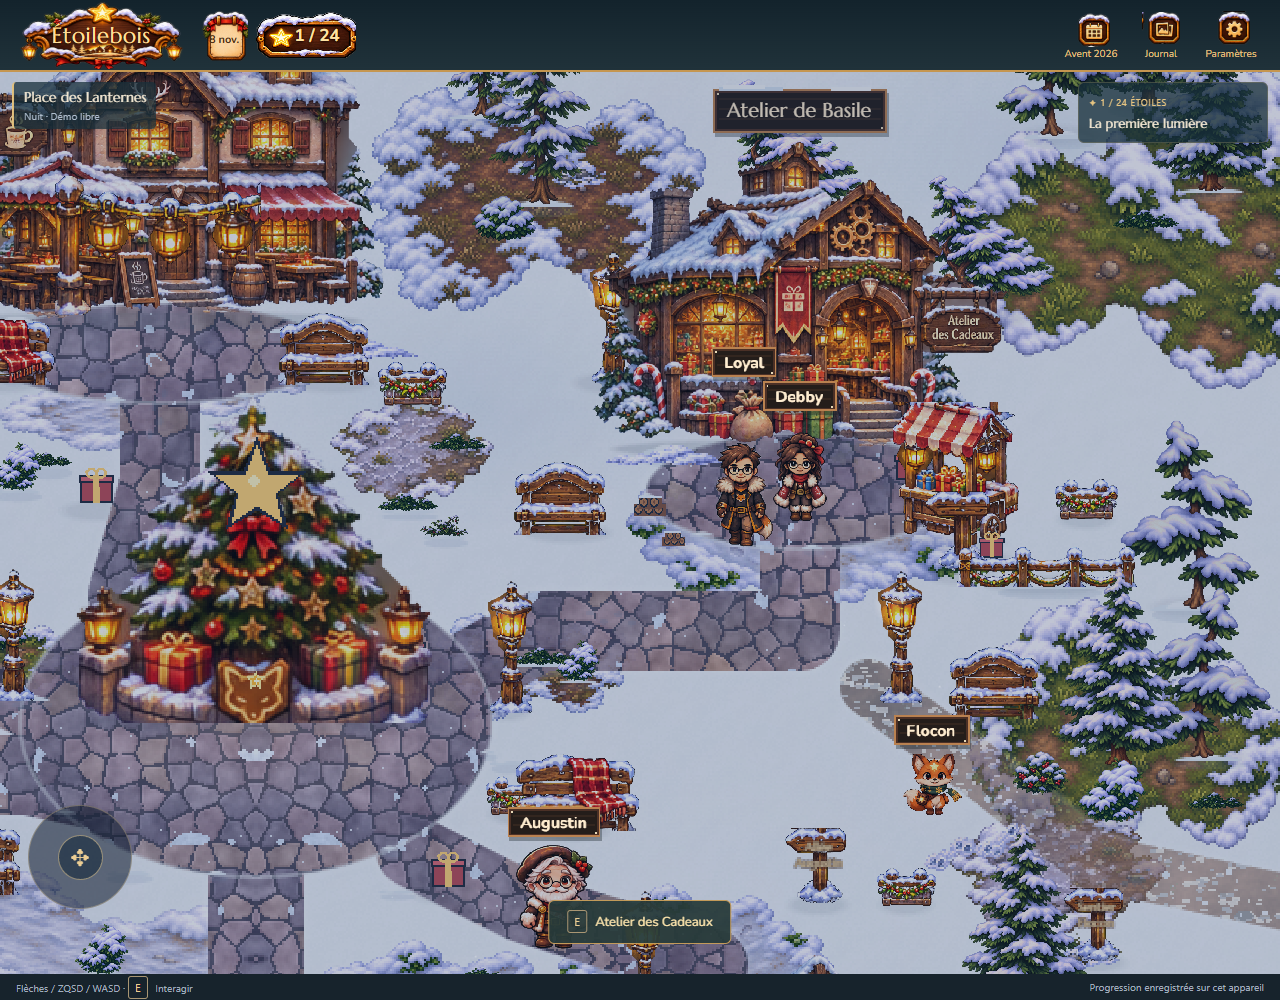 Étoilebois
8 nov.
1 / 24
Avent 2026
Journal
Paramètres
Place des Lanternes
Nuit · Démo libre
Atelier de Basile
✦ 1 / 24 ÉTOILES
La première lumière
Atelier
des Cadeaux
Loyal
Debby
Flocon
Augustin
E Atelier des Cadeaux
Flèches / ZQSD / WASD · E Interagir
Progression enregistrée sur cet appareil